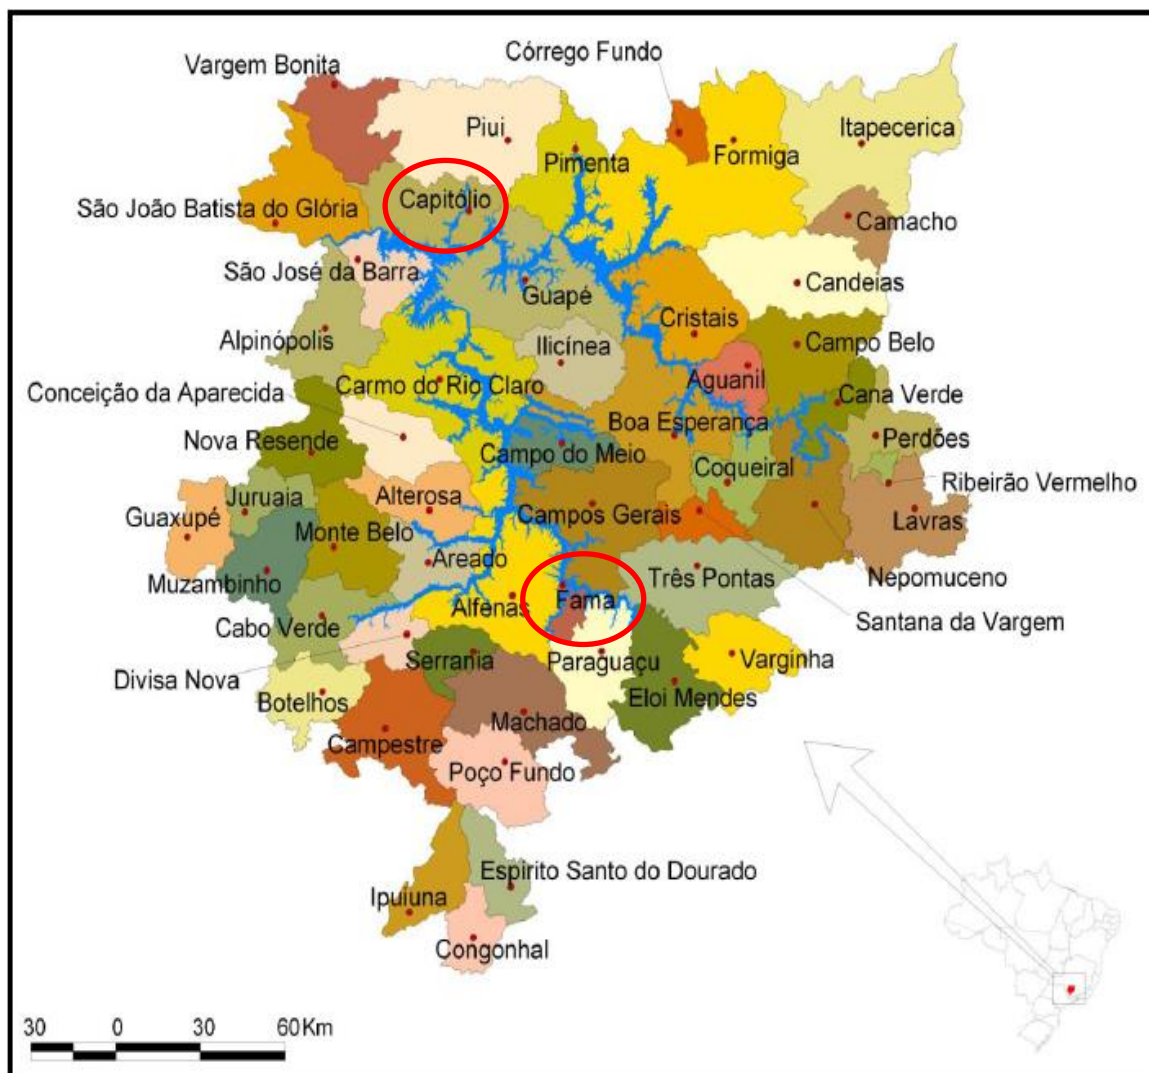 Vargem Bonita
Córrego Fundo
Piui
Itapecerica
Pimenta
Formiga
São João Batista do Glória
Capitólio
Camacho
São José da Barra
Guapé
Candeias
Cristais
Alpinópolis
Ilicínea
Campo Belo
Conceição da Aparecida
Carmo do Rio Claro
Aguanil
Cana Verde
Nova Resende
Boa Esperança
Perdões
Campo do Meio
Coqueiral
Ribeirão Vermelho
Juruaia
Alterosa
Guaxupé
Campos Gerais
Lavras
Monte Belo
Areado
Muzambinho
Três Pontas
Nepomuceno
Alfenas
Fama
Cabo Verde
Santana da Vargem
Serrania
Paraguaçu
Varginha
Divisa Nova
Botelhos
Eloi Mendes
Machado
Campestre
Poço Fundo
Espirito Santo do Dourado
Ipuiuna
Congonhal
30 0 30 60 Km